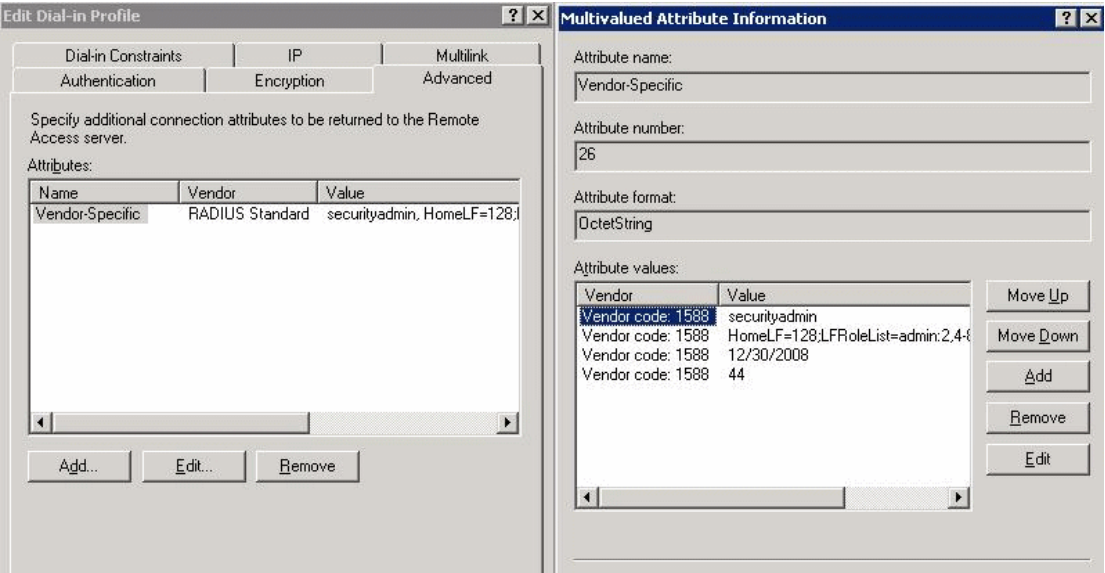 Edit Dial-in Profile
Dial-in Constraints IP Multilink
Authentication Encryption Advanced
Specify additional connection attributes to be returned to the Remote
Access server.
Attributes:
Name Vendor Value
Vendor-Specific RADIUS Standard securityadmin, HomeLF=128;
Add... Edit... Remove
Multivalued Attribute Information
Attribute name:
Vendor-Specific
Attribute number:
26
Attribute format:
OctetString
Attribute values:
Vendor Value
Vendor code: 1588 securityadmin
Vendor code: 1588 HomeLF=128;LFRoleList=admin:2,4-8
Vendor code: 1588 12/30/2008
Vendor code: 1588 44
Move Up
Move Down
Add
Remove
Edit